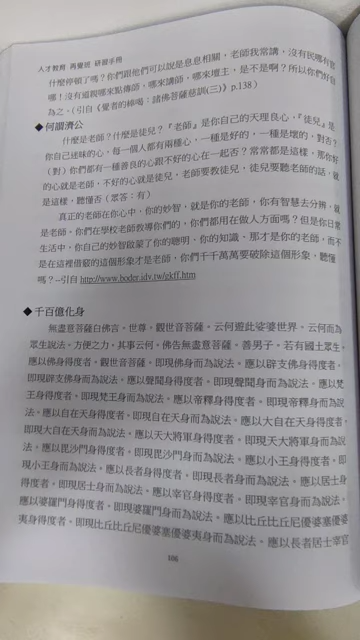 人才教育 再覺班 研習手冊
什麼停頓了嗎?你們跟他們可以說是息息相關,老師我常講,沒有民哪有官
哪!沒有道親哪來點傳師,哪來講師,哪來壇主,是不是啊?所以你們好自
為之。(引自《覺者的棒喝:諸佛菩薩慈訓(三)》p.138)
◆何謂濟公
什麼是老師?什麼是徒兒?『老師』是你自己的天理良心,『徒兒』是
你自己迷昧的心,每一個人都有兩種心,一種是好的,一種是壞的,對否?
(對)你們都有一種善良的心跟不好的心在一起否?常常都是這樣,那你好
的心就是老師,不好的心就是徒兒,老師要教徒兒,徒兒要聽老師的話,就
是這樣,聽懂否(眾答:有)
真正的老師在你心中,你的妙智,就是你的老師,你有智慧去分辨,就
是老師,你們在學校老師教導你們的,你們都用在做人方面嗎?但是你日常
生活中,你自己的妙智啟蒙了你的聰明、你的知識,那才是你的老師,而不
是在這裡借竅的這個形象才是老師,你們千千萬萬要破除這個形象,聽懂
嗎?--引自 http://www.boder.idv.tw/gkff.htm
◆千百億化身
無盡意菩薩白佛言。世尊。觀世音菩薩。云何遊此娑婆世界。云何而為
眾生說法。方便之力。其事云何。佛告無盡意菩薩。善男子。若有國土眾生。
應以佛身得度者。觀世音菩薩。即現佛身而為說法。應以辟支佛身得度者。
即現辟支佛身而為說法。應以聲聞身得度者。即現聲聞身而為說法。應以梵
王身得度者。即現梵王身而為說法。應以帝釋身得度者。即現帝釋身而為說
法。應以自在天身得度者。即現自在天身而為說法。應以大自在天身得度者。
即現大自在天身而為說法。應以天大將軍身得度者。即現天大將軍身而為說
法。應以毘沙門身得度者。即現毘沙門身而為說法。應以小王身得度者。即
現小王身而為說法。應以長者身得度者。即現長者身而為說法。應以居士身
得度者。即現居士身而為說法。應以宰官身得度者。即現宰官身而為說法。
應以婆羅門身得度者。即現婆羅門身而為說法。應以比丘比丘尼優婆塞優婆
夷身得度者。即現比丘比丘尼優婆塞優婆夷身而為說法。應以長者居士宰官
106